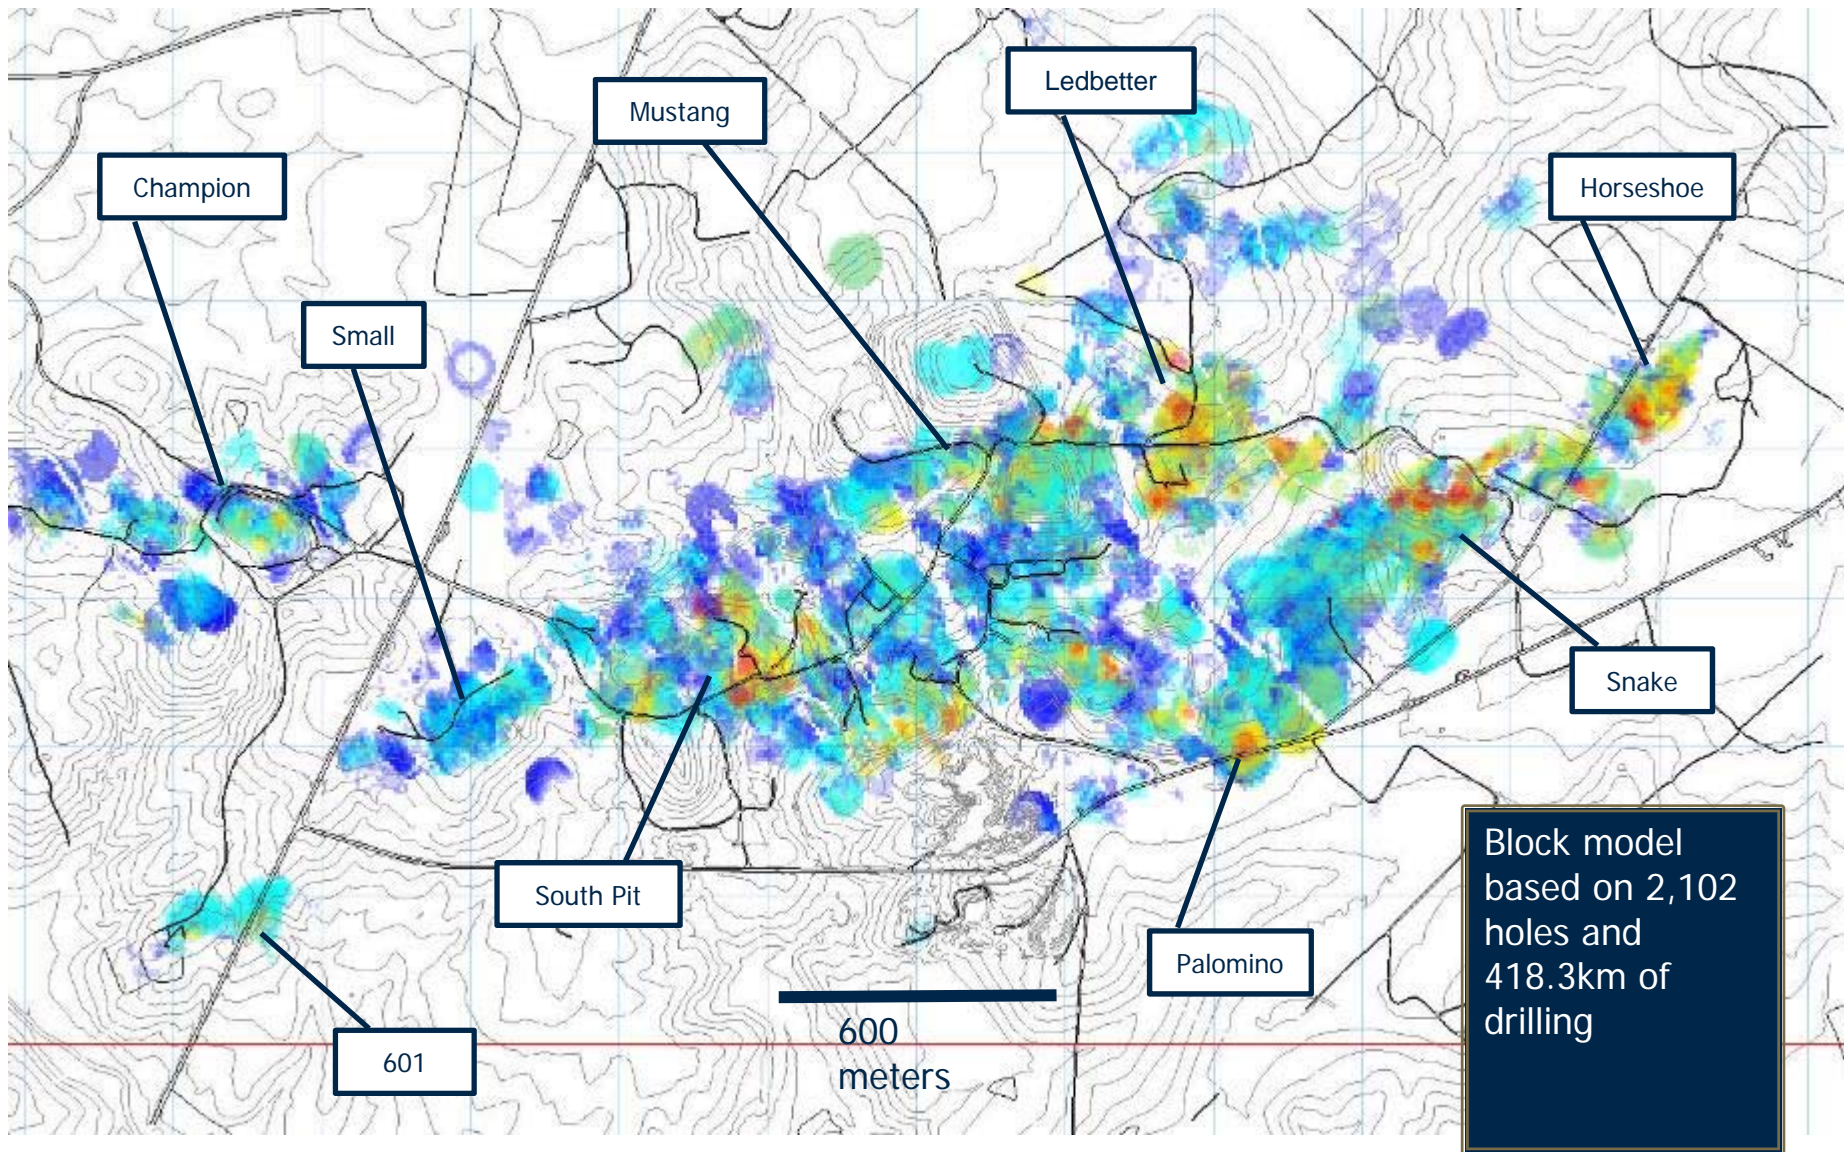 Ledbetter
Mustang
Champion
Horseshoe
Small
Snake
South Pit
Palomino
601
600
meters
Block model
based on 2,102
holes and
418.3km of
drilling